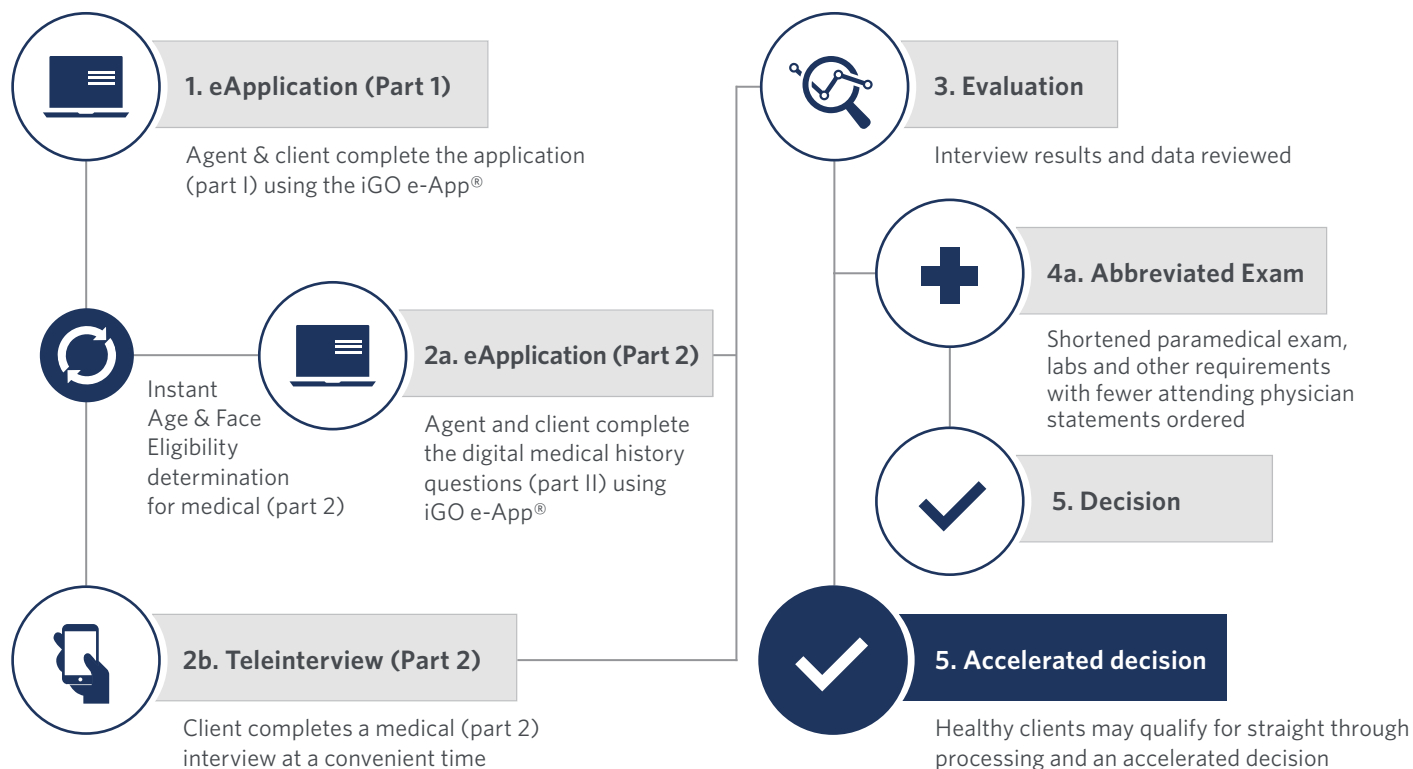 1. eApplication (Part 1)
Agent & client complete the application
(part I) using the iGO e-App®
Instant
Age & Face
Eligibility
determination
for medical (part 2)
2a. eApplication (Part 2)
Agent and client complete
the digital medical history
questions (part II) using
iGO e-App®
2b. Teleinterview (Part 2)
Client completes a medical (part 2)
interview at a convenient time
3. Evaluation
Interview results and data reviewed
4a. Abbreviated Exam
Shortened paramedical exam,
labs and other requirements
with fewer attending physician
statements ordered
5. Decision
5. Accelerated decision
Healthy clients may qualify for straight through
processing and an accelerated decision